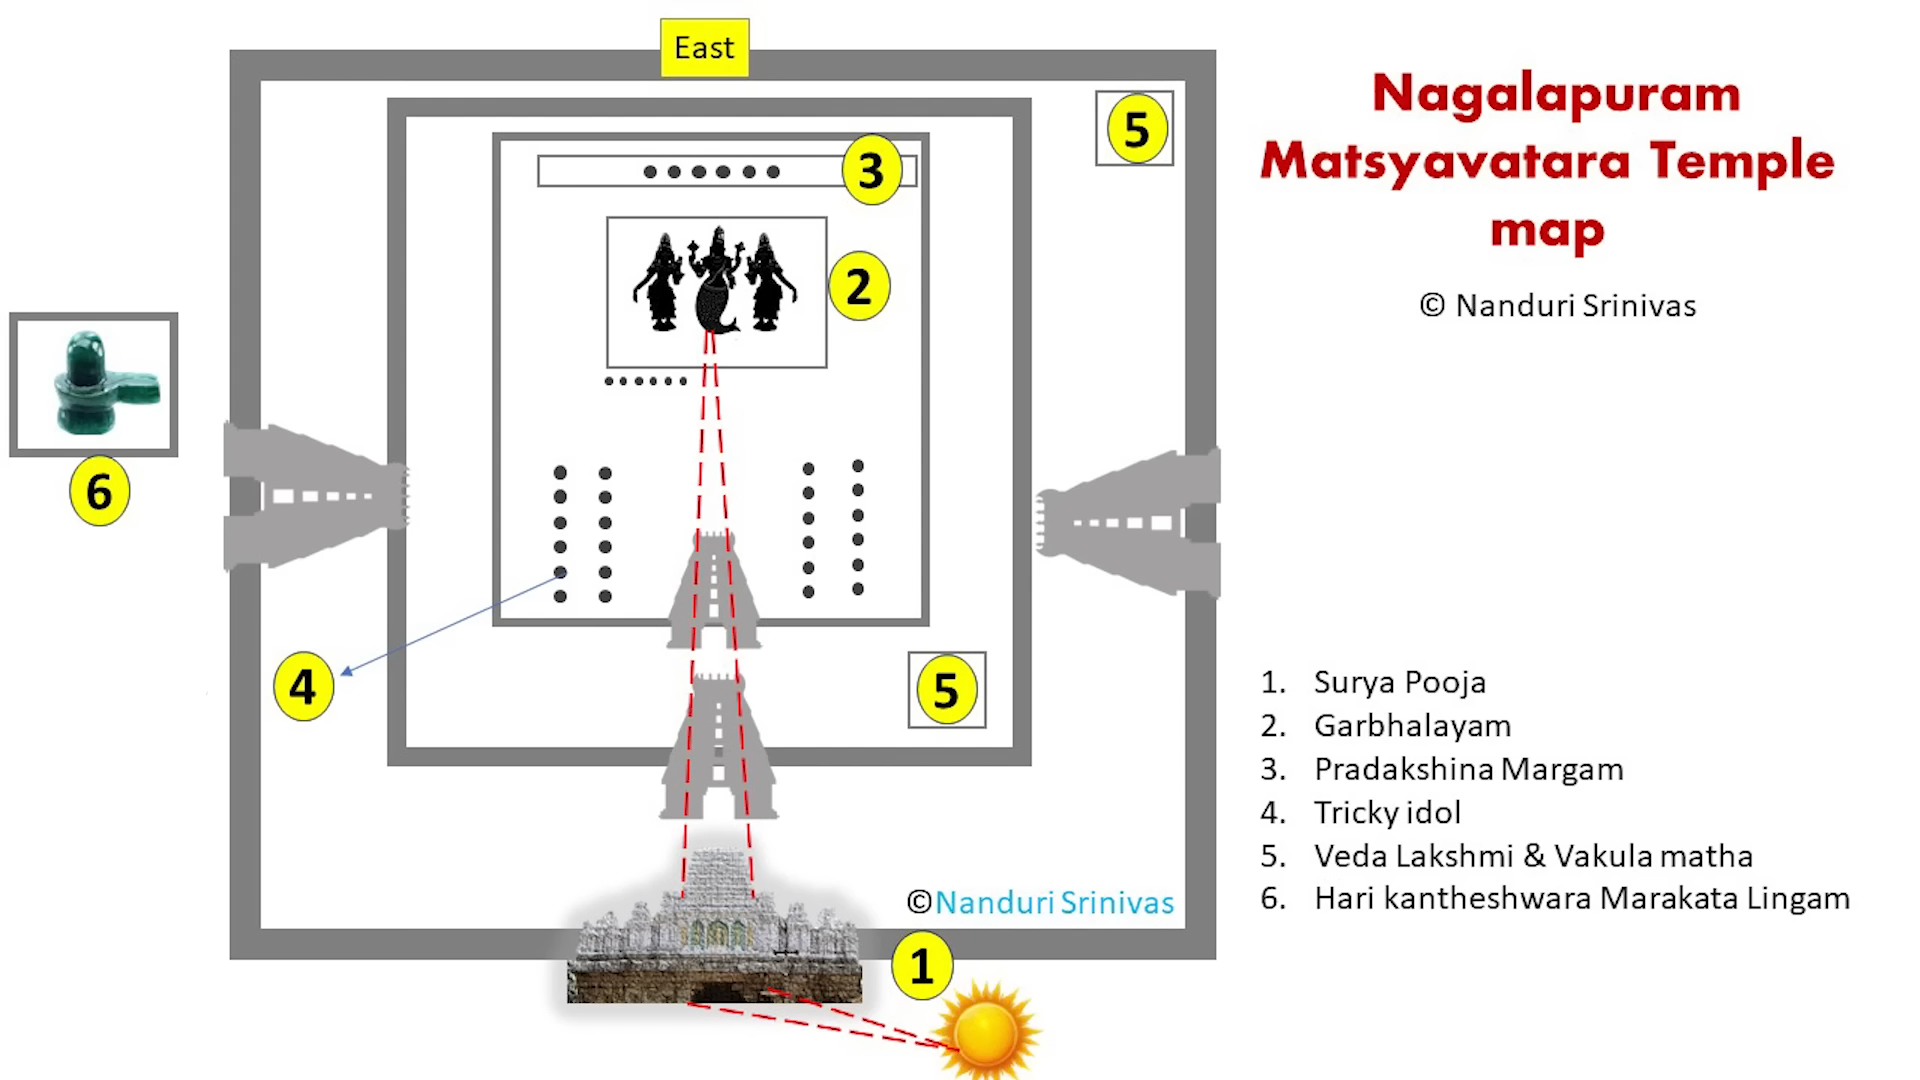 East
Nagalapuram
Matsyavatara Temple
map
© Nanduri Srinivas
5
3
2
6
4
5
1. Surya Pooja
2. Garbhalayam
3. Pradakshina Margam
4. Tricky idol
5. Veda Lakshmi & Vakula matha
6. Hari kantheshwara Marakata Lingam
©Nanduri Srinivas
1